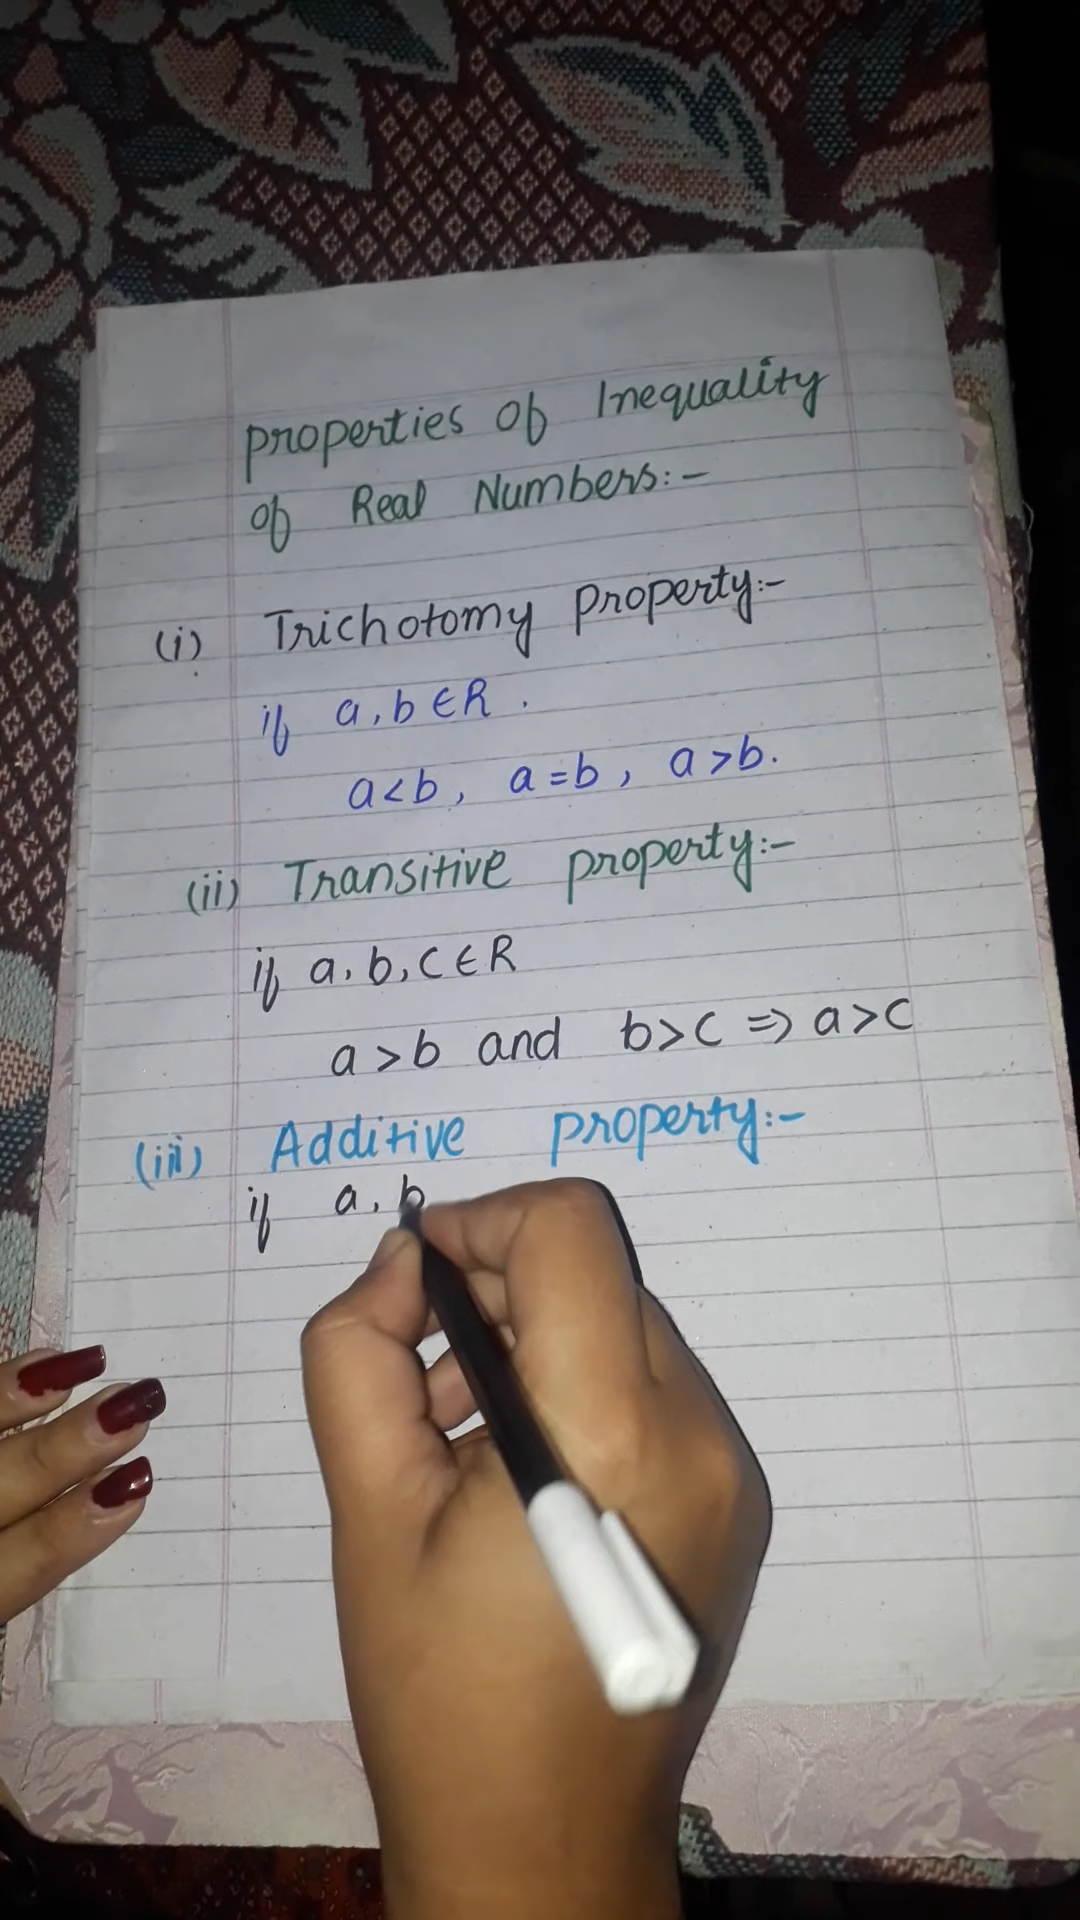 Properties of Inequality
of Real Numbers:-
(i) Trichotomy Property:-
if a, b ∈ R .
a<b, a=b, a>b.
(ii) Transitive property:-
if a, b, c ∈ R
a>b and b>c ⇒ a>c
(iii) Additive property:-
if a, b